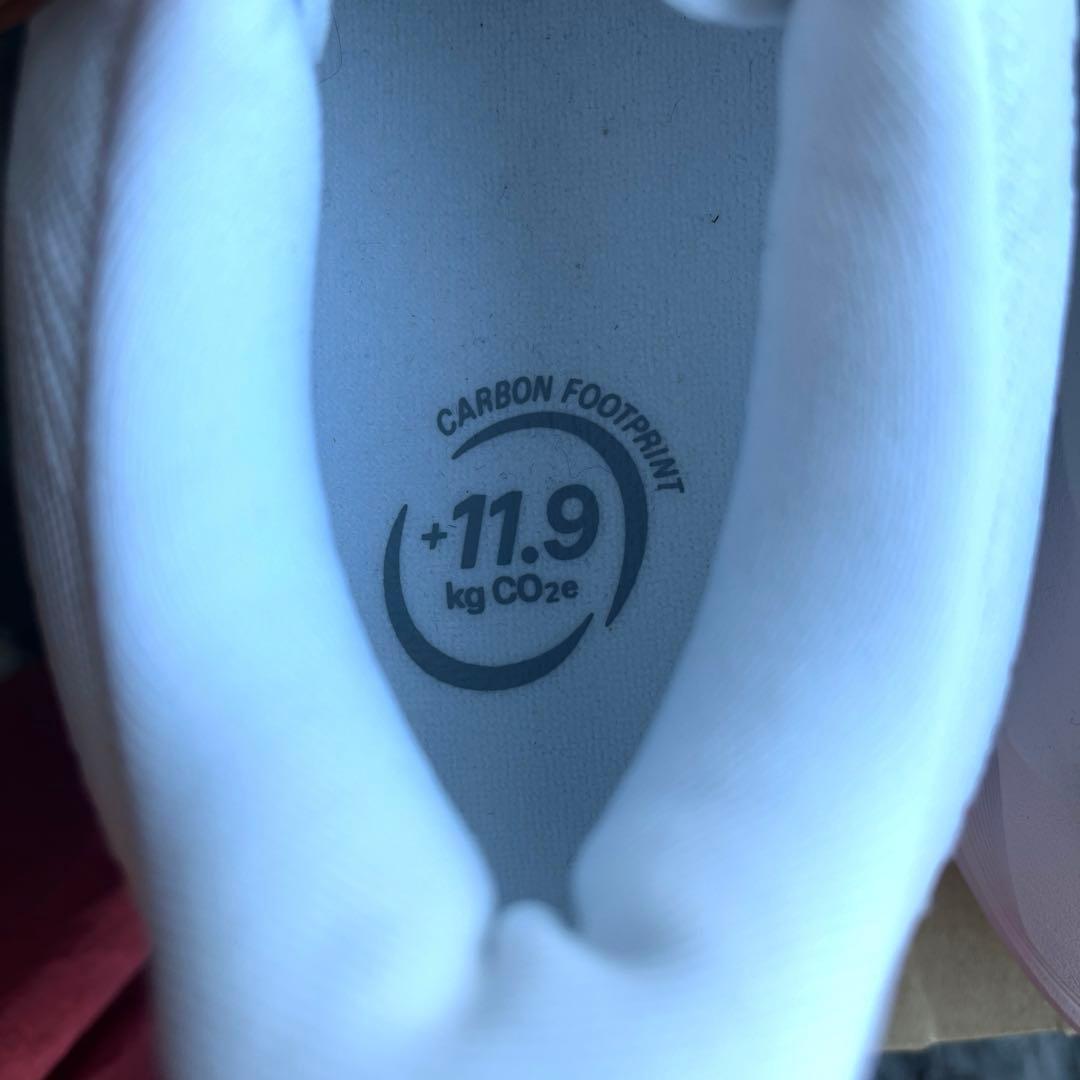 CARBON FOOTPRINT
+11.9
kg CO₂e